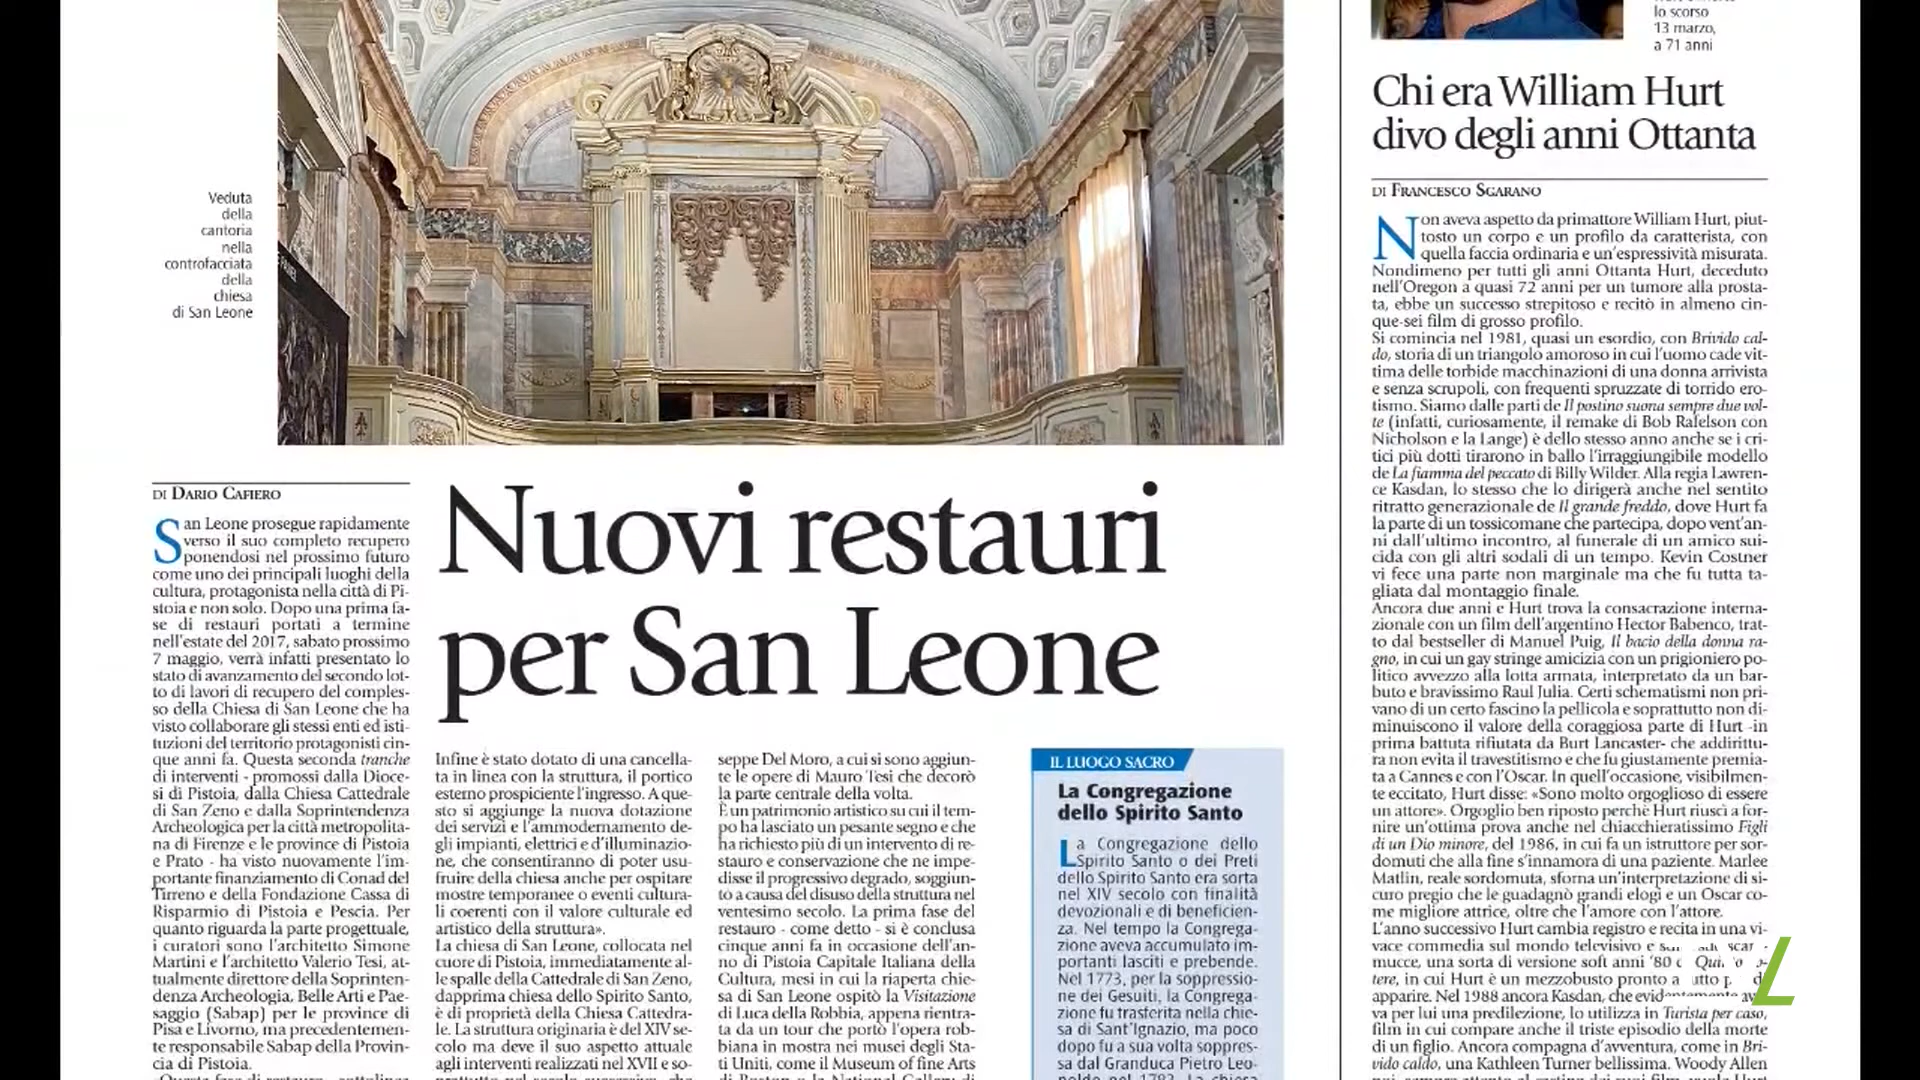 Veduta
della
cantoria
nella
controfacciata
della
chiesa
di San Leone
DI DARIO CAFIERO
San Leone prosegue rapidamente
verso il suo completo recupero
ponendosi nel prossimo futuro
come uno dei principali luoghi della
cultura, protagonista nella città di Pi-
stoia e non solo. Dopo una prima fa-
se di restauri portati a termine
nell'estate del 2017, sabato prossimo
7 maggio, verrà infatti presentato lo
stato di avanzamento del secondo lot-
to di lavori di recupero del comples-
so della Chiesa di San Leone che ha
visto collaborare gli stessi enti ed isti-
tuzioni del territorio protagonisti cin-
que anni fa. Questa seconda tranche
di interventi - promossi dalla Dioce-
si di Pistoia, dalla Chiesa Cattedrale
di San Zeno e dalla Soprintendenza
Archeologica per la città metropolita-
na di Firenze e le province di Pistoia
e Prato - ha visto nuovamente l'im-
portante finanziamento di Conad del
Tirreno e della Fondazione Cassa di
Risparmio di Pistoia e Pescia. Per
quanto riguarda la parte progettuale,
i curatori sono l'architetto Simone
Martini e l'architetto Valerio Tesi, at-
tualmente direttore della Soprinten-
denza Archeologia, Belle Arti e Pae-
saggio (Sabap) per le province di
Pisa e Livorno, ma precedentemen-
te responsabile Sabap della Provin-
cia di Pistoia.
Nuovi restauri
per San Leone
Infine è stato dotato di una cancella-
ta in linea con la struttura, il portico
esterno prospiciente l'ingresso. A que-
sto si aggiunge la nuova dotazione
dei servizi e l'ammodernamento de-
gli impianti, elettrici e d'illuminazio-
ne, che consentiranno di poter usu-
fruire della chiesa anche per ospitare
mostre temporanee o eventi cultura-
li coerenti con il valore culturale ed
artistico della struttura».
La chiesa di San Leone, collocata nel
cuore di Pistoia, immediatamente al-
le spalle della Cattedrale di San Zeno,
dapprima chiesa dello Spirito Santo,
è di proprietà della Chiesa Cattedra-
le. La struttura originaria è del XIV se-
colo ma deve il suo aspetto attuale
agli interventi realizzati nel XVII e so-
seppe Del Moro, a cui si sono aggiun-
te le opere di Mauro Tesi che decorò
la parte centrale della volta.
È un patrimonio artistico su cui il tem-
po ha lasciato un pesante segno e che
ha richiesto più di un intervento di re-
stauro e conservazione che ne impe-
disse il progressivo degrado, soggiun-
to a causa del disuso della struttura nel
ventesimo secolo. La prima fase del
restauro - come detto - si è conclusa
cinque anni fa in occasione dell'an-
no di Pistoia Capitale Italiana della
Cultura, mesi in cui la riaperta chie-
sa di San Leone ospitò la Visitazione
di Luca della Robbia, appena rientra-
ta da un tour che portò l'opera rob-
biana in mostra nei musei degli Sta-
ti Uniti, come il Museum of fine Arts
di Boston e la National Gallery di
IL LUOGO SACRO
La Congregazione
dello Spirito Santo
La Congregazione dello
Spirito Santo o dei Preti
dello Spirito Santo era sorta
nel XIV secolo con finalità
devozionali e di beneficien-
za. Nel tempo la Congrega-
zione aveva accumulato im-
portanti lasciti e prebende.
Nel 1773, per la soppressio-
ne dei Gesuiti, la Congrega-
zione fu trasferita nella chie-
sa di Sant'Ignazio, ma poco
dopo fu a sua volta soppres-
sa dal Granduca Pietro Leo-
lo scorso
13 marzo,
a 71 anni
Chi era William Hurt
divo degli anni Ottanta
DI FRANCESCO SGARANO
Non aveva aspetto da primattore William Hurt, piut-
tosto un corpo e un profilo da caratterista, con
quella faccia ordinaria e un'espressività misurata.
Nondimeno per tutti gli anni Ottanta Hurt, deceduto
nell'Oregon a quasi 72 anni per un tumore alla prosta-
ta, ebbe un successo strepitoso e recitò in almeno cin-
que-sei film di grosso profilo.
Si comincia nel 1981, quasi un esordio, con Brivido cal-
do, storia di un triangolo amoroso in cui l'uomo cade vit-
tima delle torbide macchinazioni di una donna arrivista
e senza scrupoli, con frequenti spruzzate di torrido ero-
tismo. Siamo dalle parti de Il postino suona sempre due vol-
te (infatti, curiosamente, il remake di Bob Rafelson con
Nicholson e la Lange) è dello stesso anno anche se i cri-
tici più dotti tirarono in ballo l'irraggiungibile modello
de La fiamma del peccato di Billy Wilder. Alla regia Lawren-
ce Kasdan, lo stesso che lo dirigerà anche nel sentito
ritratto generazionale de Il grande freddo, dove Hurt fa
la parte di un tossicomane che partecipa, dopo vent'an-
ni dall'ultimo incontro, al funerale di un amico sui-
cida con gli altri sodali di un tempo. Kevin Costner
vi fece una parte non marginale ma che fu tutta ta-
gliata dal montaggio finale.
Ancora due anni e Hurt trova la consacrazione interna-
zionale con un film dell'argentino Hector Babenco, trat-
to dal bestseller di Manuel Puig, Il bacio della donna ra-
gno, in cui un gay stringe amicizia con un prigioniero po-
litico avvezzo alla lotta armata, interpretato da un bar-
buto e bravissimo Raul Julia. Certi schematismi non pri-
vano di un certo fascino la pellicola e soprattutto non di-
minuiscono il valore della coraggiosa parte di Hurt -in
prima battuta rifiutata da Burt Lancaster- che addirittu-
ra non evita il travestitismo e che fu giustamente premia-
ta a Cannes e con l'Oscar. In quell'occasione, visibilmen-
te eccitato, Hurt disse: «Sono molto orgoglioso di essere
un attore». Orgoglio ben riposto perchè Hurt riuscì a for-
nire un'ottima prova anche nel chiacchieratissimo Figli
di un Dio minore, del 1986, in cui fa un istruttore per sor-
domuti che alla fine s'innamora di una paziente. Marlee
Matlin, reale sordomuta, sforna un'interpretazione di si-
curo pregio che le guadagnò grandi elogi e un Oscar co-
me migliore attrice, oltre che l'amore con l'attore.
L'anno successivo Hurt cambia registro e recita in una vi-
vace commedia sul mondo televisivo e
mucce, una sorta di versione soft anni '80
tere, in cui Hurt è un mezzobusto pronto a
apparire. Nel 1988 ancora Kasdan, che evidentemente
va per lui una predilezione, lo utilizza in Turista per caso,
film in cui compare anche il triste episodio della morte
di un figlio. Ancora compagna d'avventura, come in Bri-
vido caldo, una Kathleen Turner bellissima. Woody Allen
L